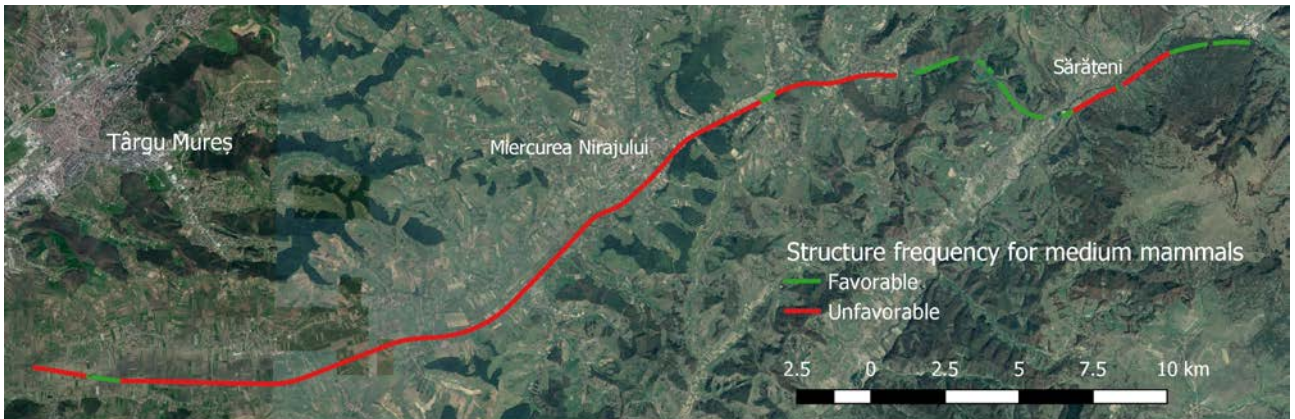 Sărățeni
Târgu Mureș
Miercurea Nirajului
Structure frequency for medium mammals
Favorable
Unfavorable
2.5 0 2.5 5 7.5 10 km